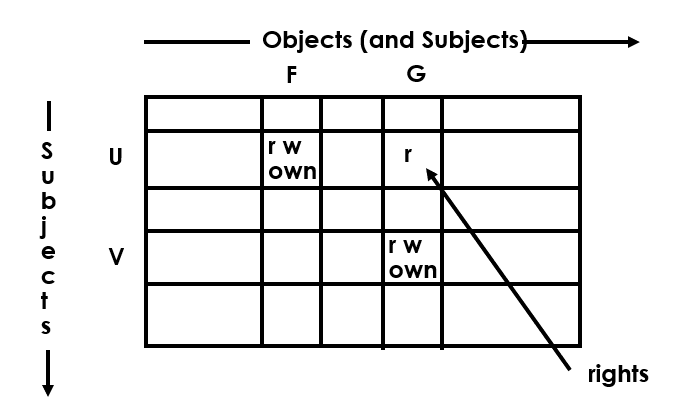 Objects (and Subjects)
F G
Subjects
U
r w
own
r
V
r w
own
rights